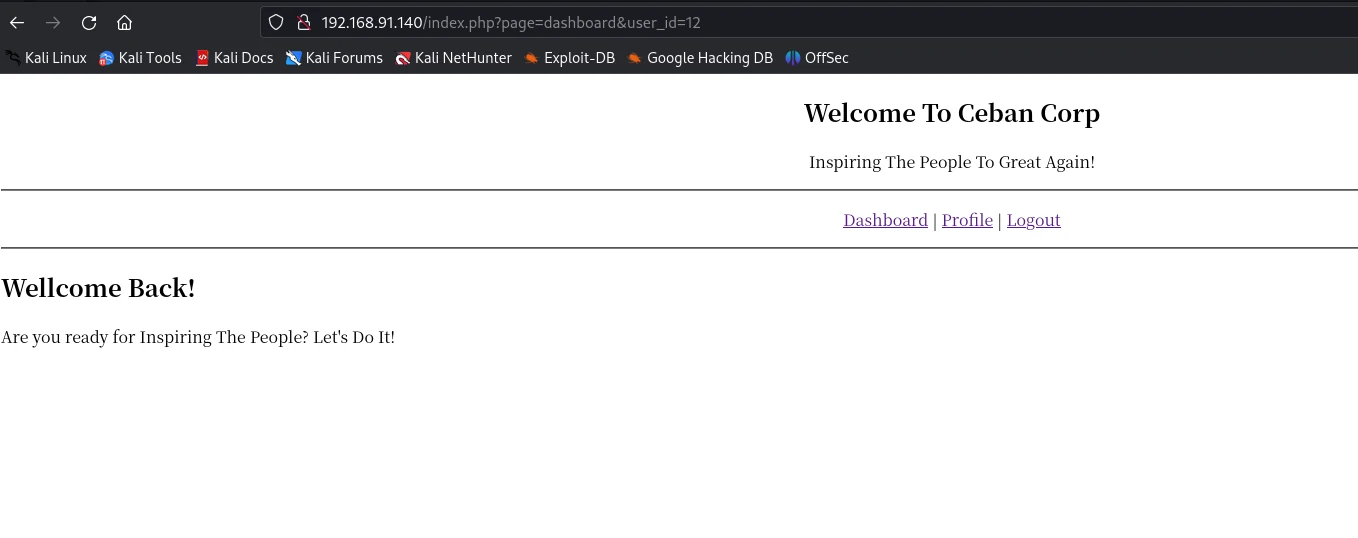 192.168.91.140/index.php?page=dashboard&user_id=12
Kali Linux Kali Tools Kali Docs Kali Forums Kali NetHunter Exploit-DB Google Hacking DB OffSec
Welcome To Ceban Corp
Inspiring The People To Great Again!
Dashboard | Profile | Logout
Wellcome Back!
Are you ready for Inspiring The People? Let's Do It!